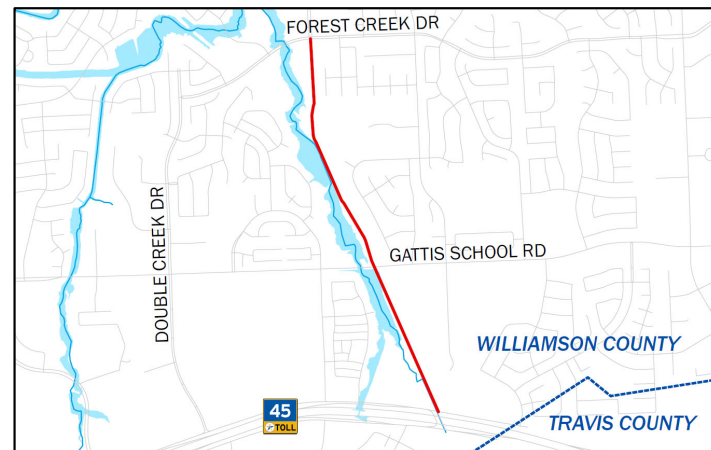 FOREST CREEK DR
DOUBLE CREEK DR
GATTIS SCHOOL RD
WILLIAMSON COUNTY
45
TOLL
TRAVIS COUNTY